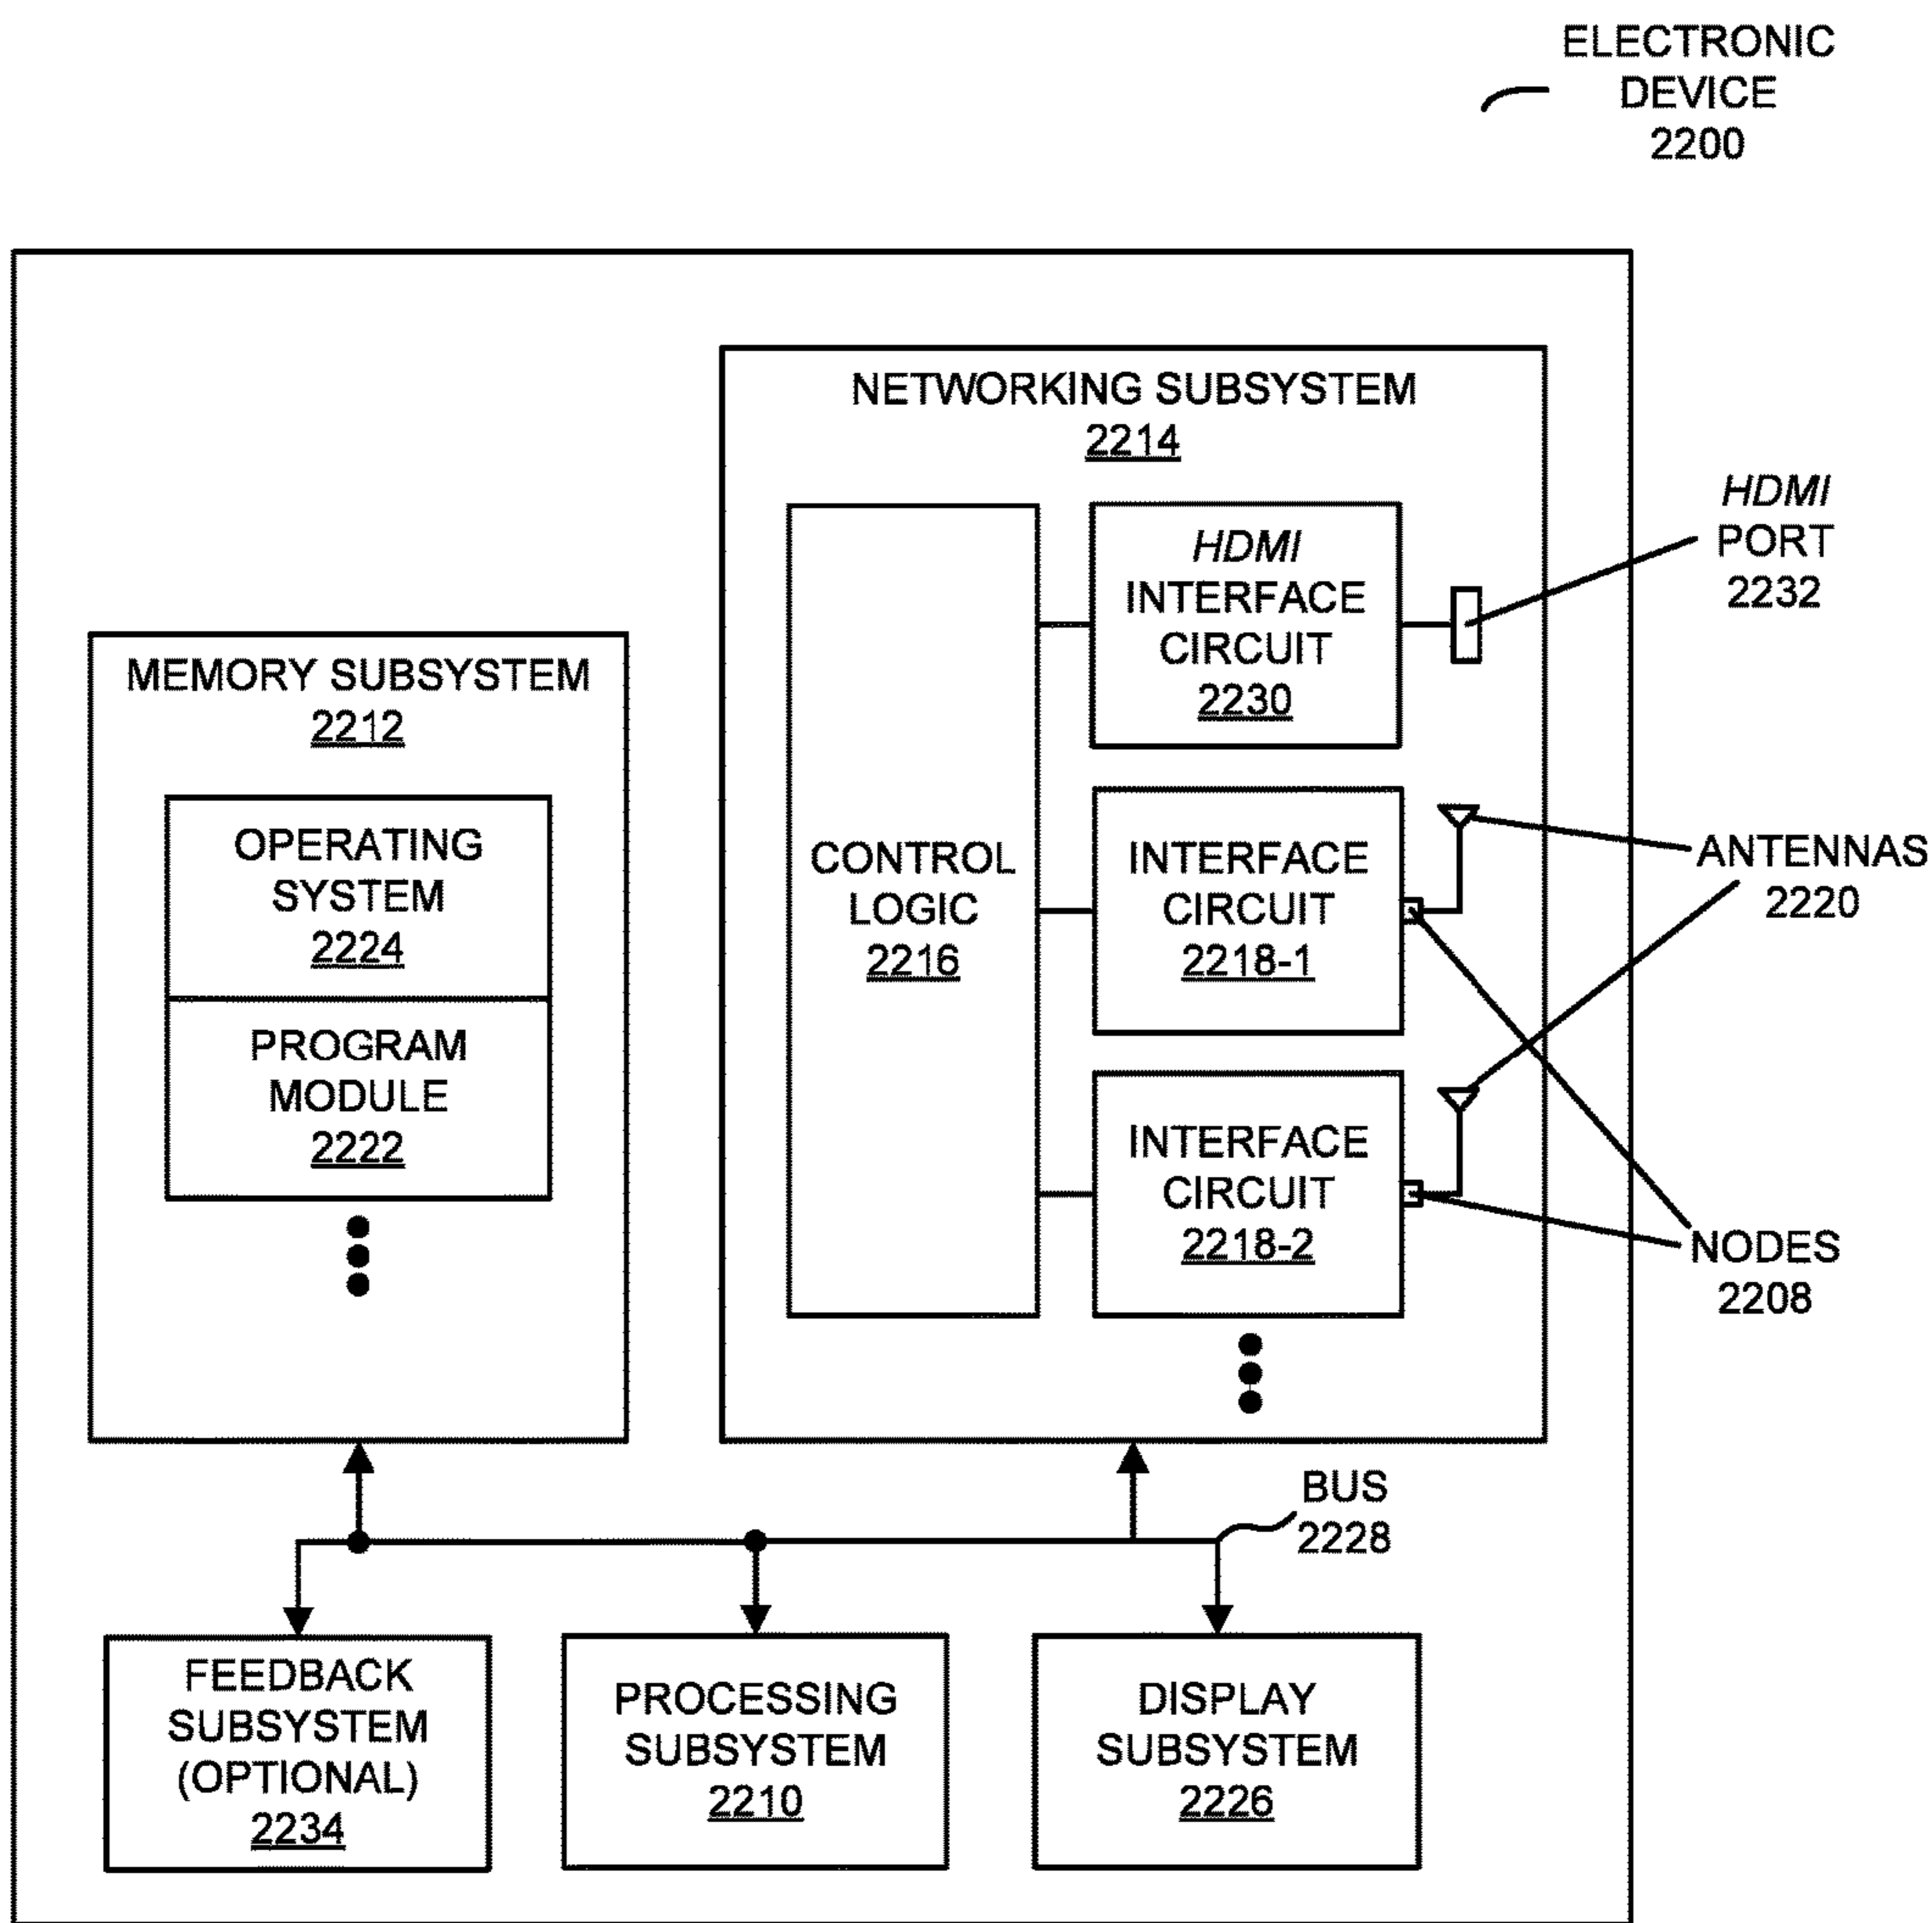 ELECTRONIC
DEVICE
2200
NETWORKING SUBSYSTEM
2214
HDMI
INTERFACE
CIRCUIT
2230
HDMI
PORT
2232
MEMORY SUBSYSTEM
2212
OPERATING
SYSTEM
2224
PROGRAM
MODULE
2222
CONTROL
LOGIC
2216
INTERFACE
CIRCUIT
2218-1
ANTENNAS
2220
INTERFACE
CIRCUIT
2218-2
NODES
2208
BUS
2228
FEEDBACK
SUBSYSTEM
(OPTIONAL)
2234
PROCESSING
SUBSYSTEM
2210
DISPLAY
SUBSYSTEM
2226